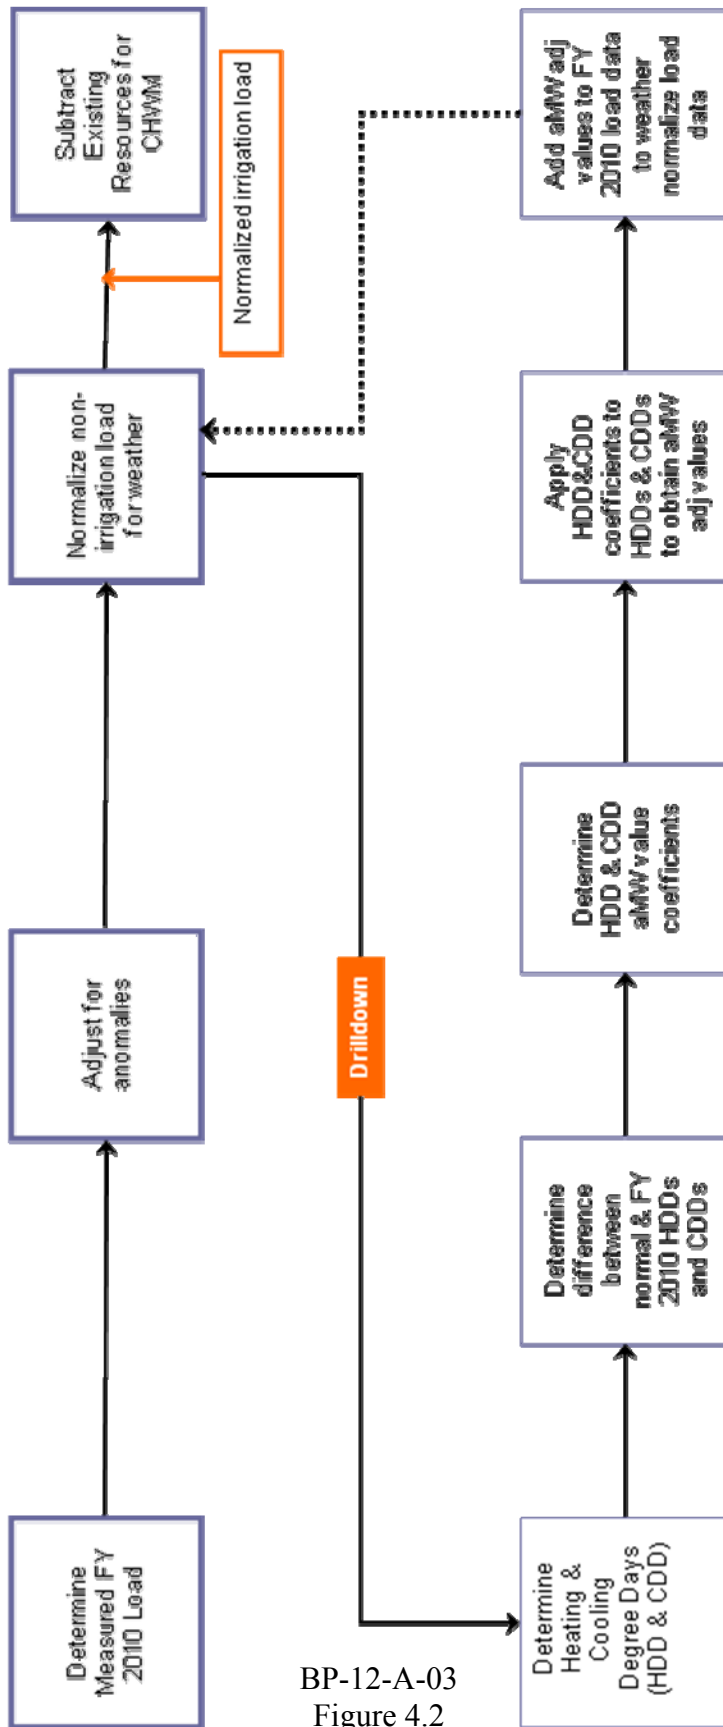 Determine
Measured FY
2010 Load
Adjust for
anomalies
Normalize non-
irrigation load
for weather
Subtract
Existing
Resources for
CHWM
Normalized irrigation load
Drilldown
Determine
Heating &
Cooling
Degree Days
(HDD & CDD)
Determine
difference
between
normal & FY
2010 HDDs
and CDDs
Determine
HDD & CDD
aMW value
coefficients
Apply
HDD&CDD
coefficients to
HDDs & CDDs
to obtain aMW
adj values
Add aMW adj
values to FY
2010 load data
to weather
normalize load
data
BP-12-A-03
Figure 4.2